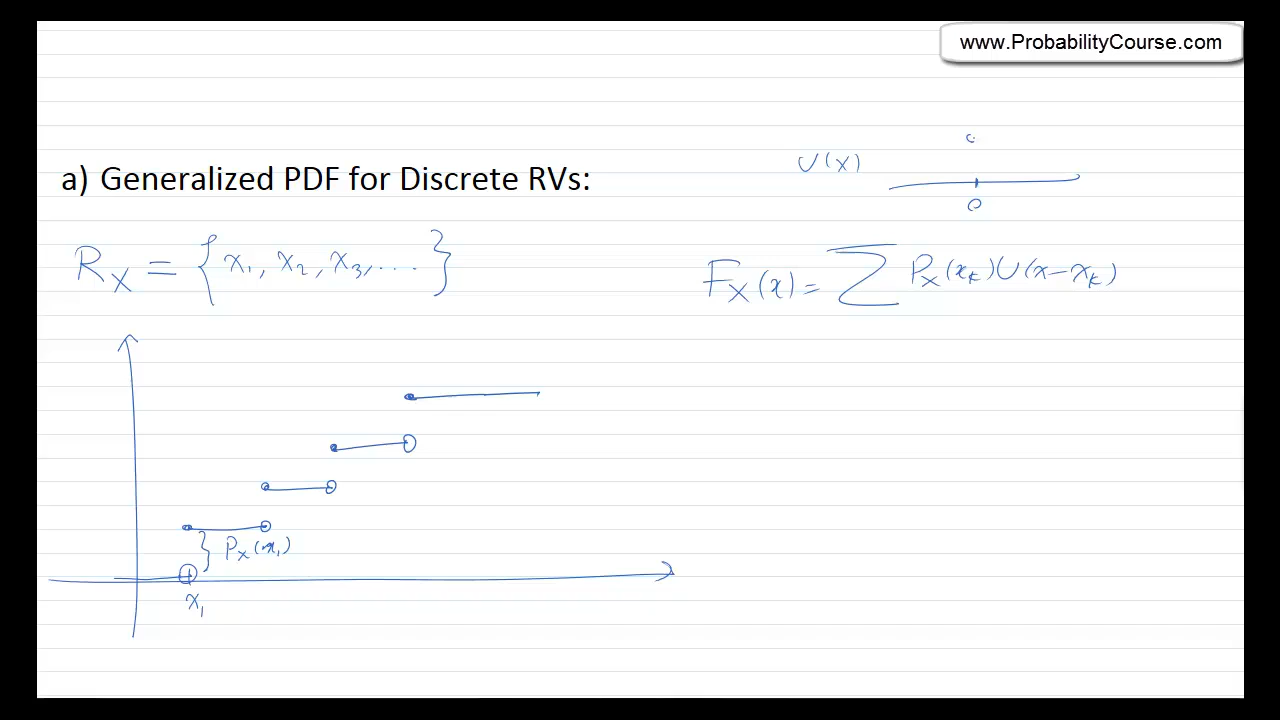 www.ProbabilityCourse.com
a) Generalized PDF for Discrete RVs:
U(x)
0
R_X = { x_1, x_2, x_3, ... }
F_X(x) = ∑ P_X(x_k) U(x - x_k)
P_X(x_1)
x_1